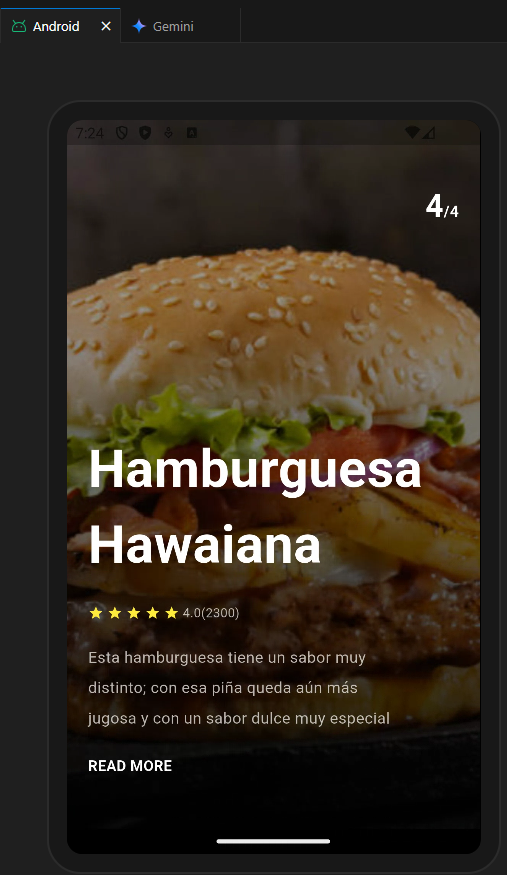 Android
Gemini
7:24
4/4
Hamburguesa
Hawaiana
4.0(2300)
Esta hamburguesa tiene un sabor muy
distinto; con esa piña queda aún más
jugosa y con un sabor dulce muy especial
READ MORE